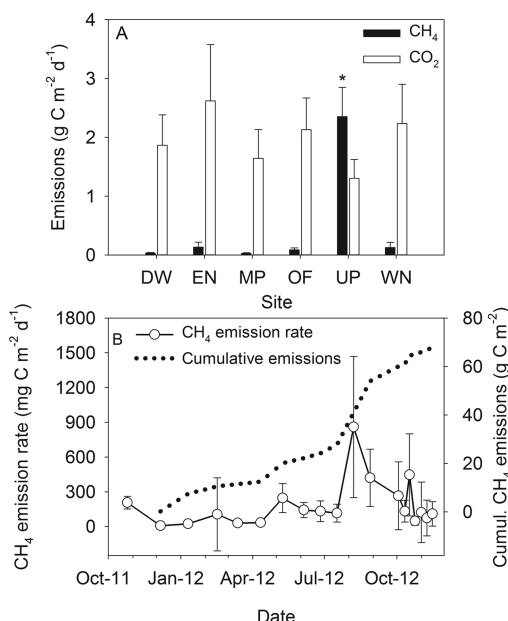 A
CH4
CO2
Emissions (g C m-2 d-1)
4
3
2
1
0
*
DW EN MP OF UP WN
Site
B
CH4 emission rate
Cumulative emissions
CH4 emission rate (mg C m-2 d-1)
1800
1500
1200
900
600
300
0
Cumul. CH4 emissions (g C m-2)
80
60
40
20
0
Oct-11 Jan-12 Apr-12 Jul-12 Oct-12
Date